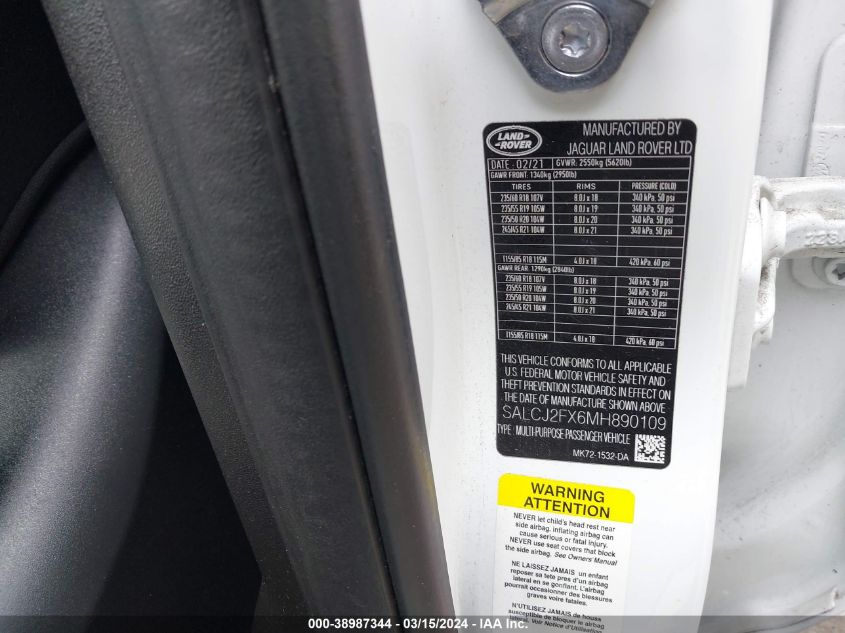 LAND
ROVER
MANUFACTURED BY
JAGUAR LAND ROVER LTD
DATE : 02/21 GVWR: 2550kg (5620lb)
GAWR FRONT: 1340kg (2950lb)
TIRES RIMS PRESSURE (COLD)
235/60 R18 107V 8.0J x 18 340 kPa, 50 psi
235/55 R19 105W 8.0J x 19 340 kPa, 50 psi
235/50 R20 104W 8.0J x 20 340 kPa, 50 psi
245/45 R21 104W 8.0J x 21 340 kPa, 50 psi
T155/85 R18 115M 4.0J x 18 420 kPa, 60 psi
GAWR REAR: 1290kg (2840lb)
235/60 R18 107V 8.0J x 18 340 kPa, 50 psi
235/55 R19 105W 8.0J x 19 340 kPa, 50 psi
235/50 R20 104W 8.0J x 20 340 kPa, 50 psi
245/45 R21 104W 8.0J x 21 340 kPa, 50 psi
T155/85 R18 115M 4.0J x 18 420 kPa, 60 psi
THIS VEHICLE CONFORMS TO ALL APPLICABLE
U.S. FEDERAL MOTOR VEHICLE SAFETY AND
THEFT PREVENTION STANDARDS IN EFFECT ON
THE DATE OF MANUFACTURE SHOWN ABOVE
SALCJ2FX6MH890109
TYPE : MULTI-PURPOSE PASSENGER VEHICLE
MK72-1532-DA
WARNING
ATTENTION
NEVER let child's head rest near
side airbag, inflating airbag can
cause serious or fatal injury.
NEVER use seat covers that block
the side airbag. See Owners Manual
NE LAISSEZ JAMAIS un enfant
reposer sa tete pres d'un airbag
lateral en se gonflant l'airbag
pourrait occasionner des blessures
graves voire fatales.
N'UTILISEZ JAMAIS de houss
obstruant l'airbag
000-38987344 — 03/15/2024 — IAA Inc.